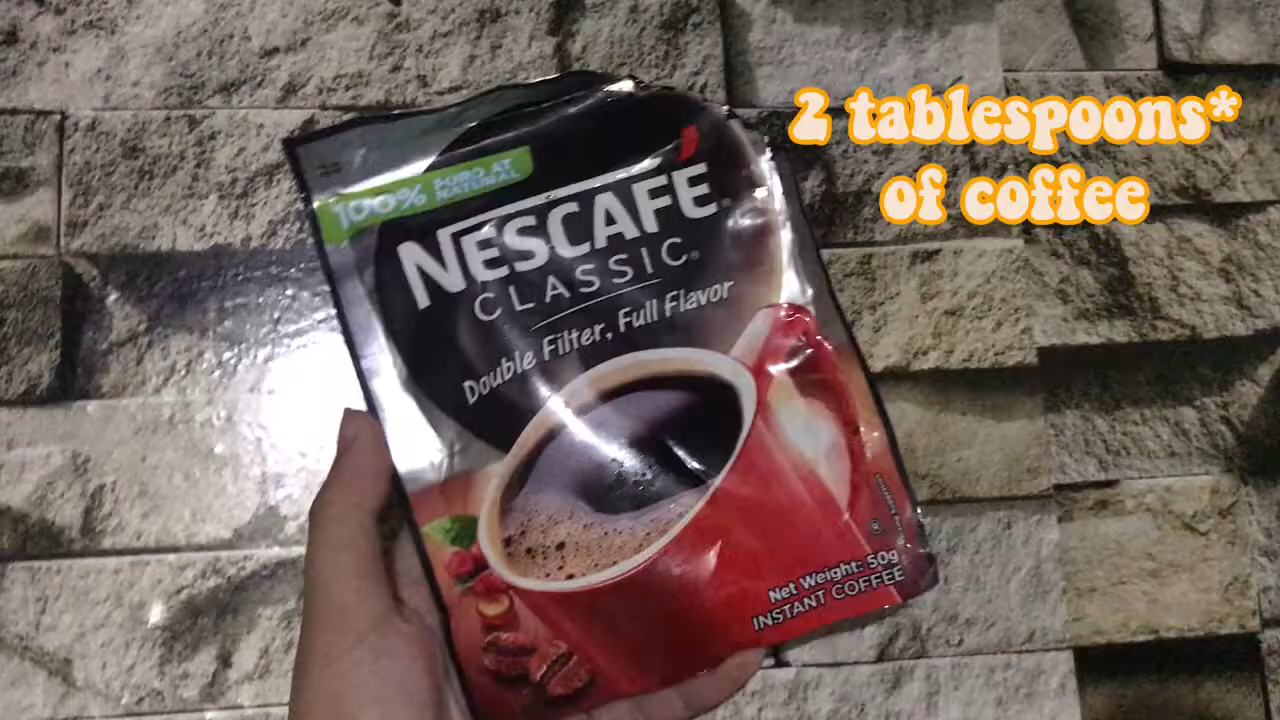 2 tablespoons*
of coffee
100% PURO AT
NATURAL
NESCAFE
CLASSIC
Double Filter, Full Flavor
Net Weight: 50g
INSTANT COFFEE